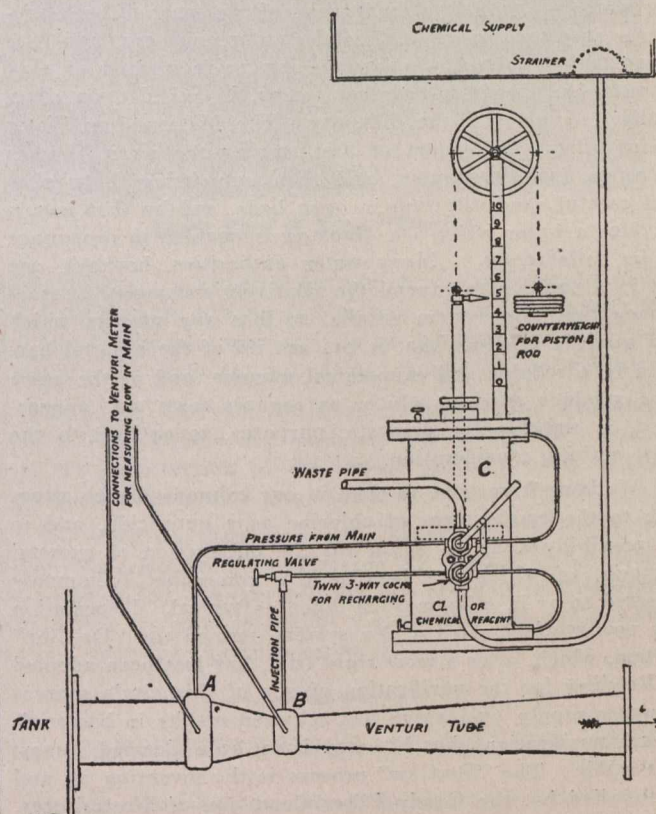 CHEMICAL SUPPLY
STRAINER
10
9
8
7
6
5
4
3
2
1
0
COUNTERWEIGHT
FOR PISTON &
ROD
CONNECTIONS TO VENTURI METER
FOR MEASURING FLOW IN MAIN
C
WASTE PIPE
PRESSURE FROM MAIN
REGULATING VALVE
TWIN 3-WAY COCKS
FOR RECHARGING
CL OR
CHEMICAL REAGENT
INJECTION PIPE
A
B
TANK
VENTURI TUBE